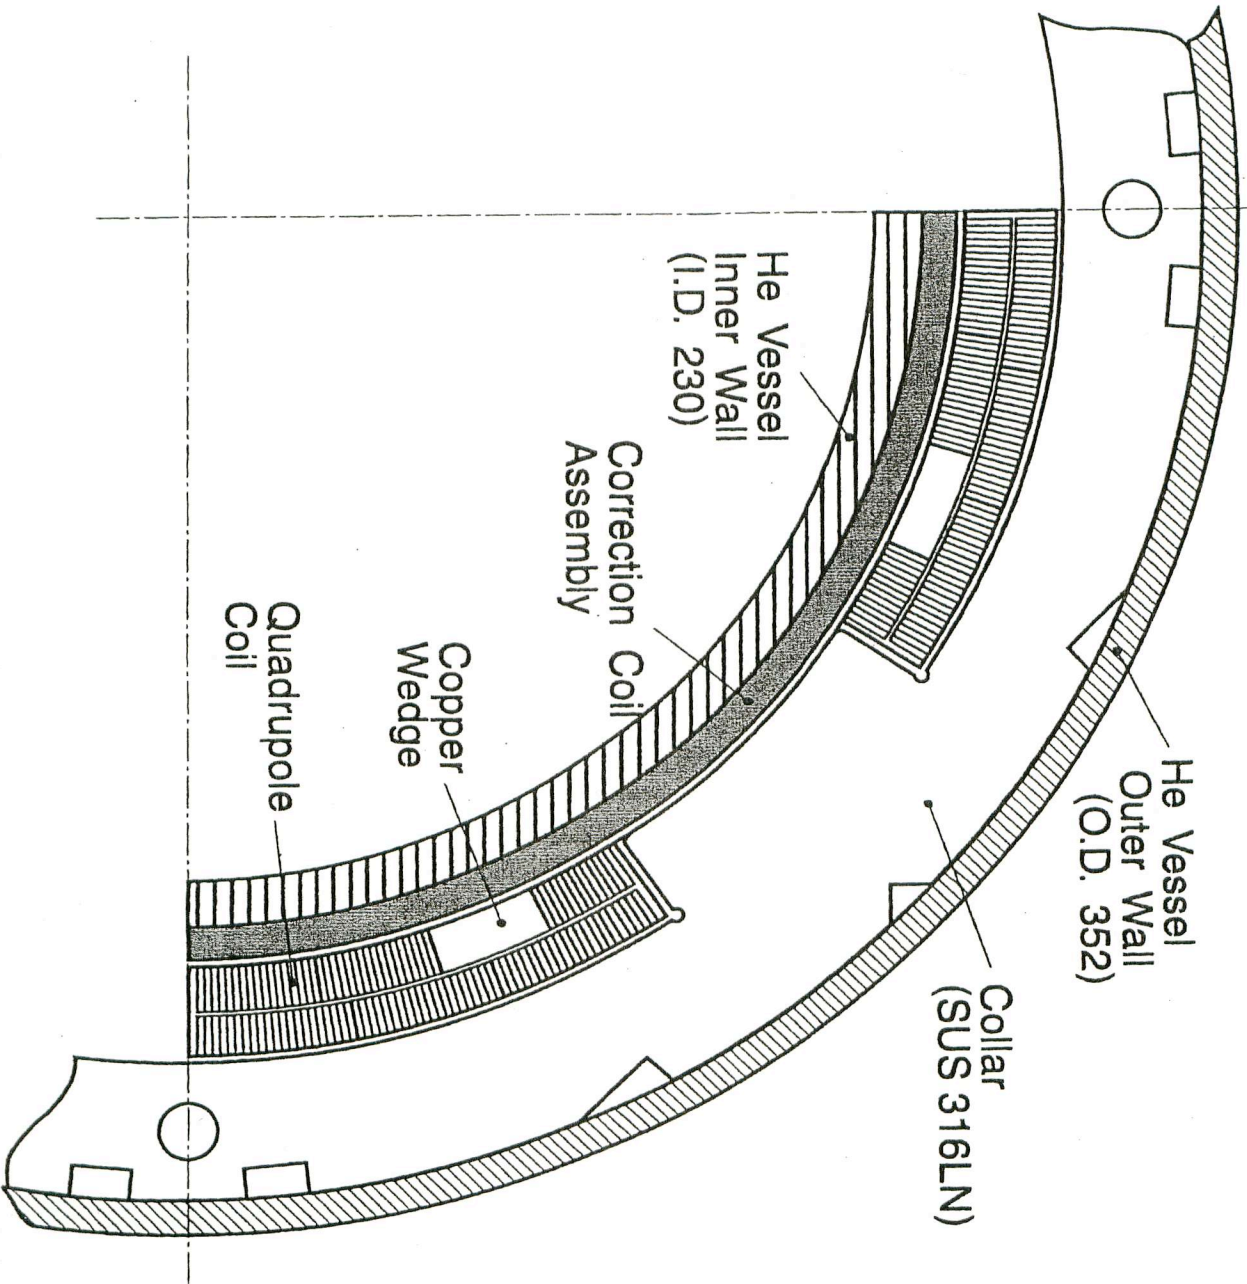 He Vessel
Outer Wall
(O.D. 352)
Collar
(SUS 316LN)
He Vessel
Inner Wall
(I.D. 230)
Correction Coil
Assembly
Copper
Wedge
Quadrupole
Coil